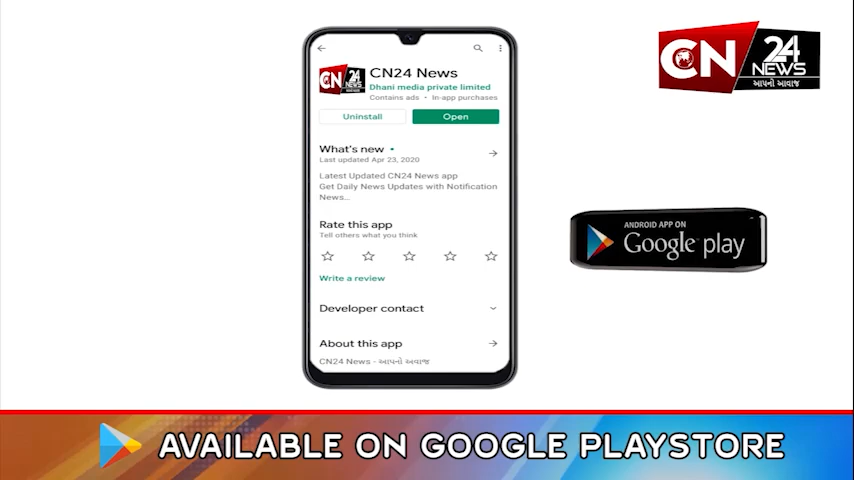 CN24 News
Dhani media private limited
Contains ads • In-app purchases
Uninstall
Open
What's new •
Last updated Apr 23, 2020
Latest Updated CN24 News app
Get Daily News Updates with Notification
News...
Rate this app
Tell others what you think
Write a review
Developer contact
About this app
CN24 News - આપનો અવાજ
CN 24 NEWS
આપનો અવાજ
ANDROID APP ON
Google play
AVAILABLE ON GOOGLE PLAYSTORE